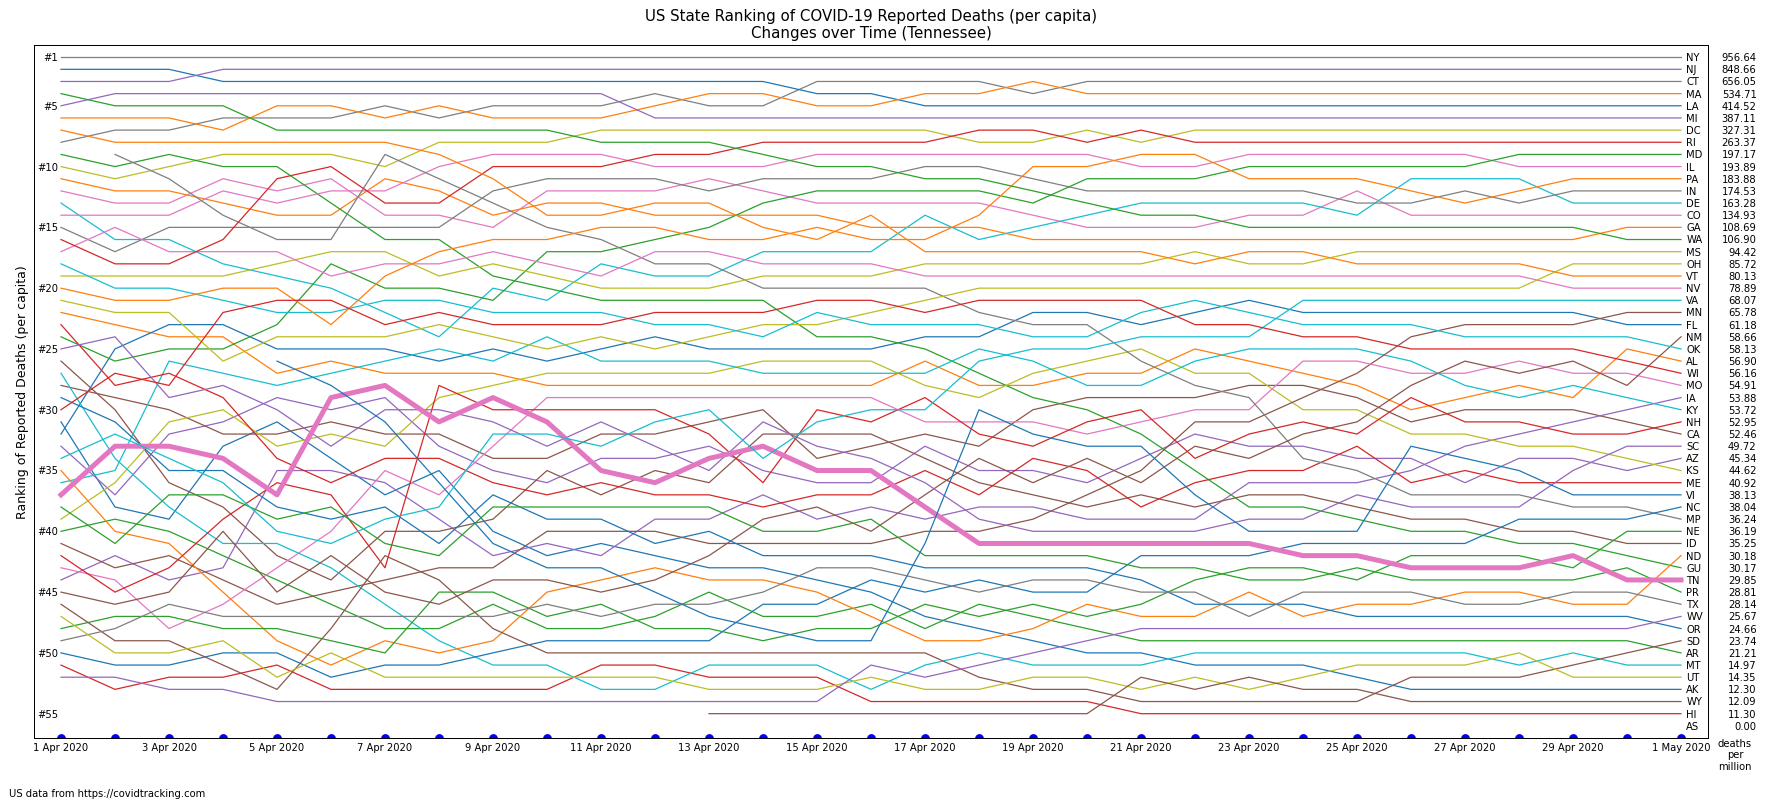 US State Ranking of COVID-19 Reported Deaths (per capita)
Changes over Time (Tennessee)
Ranking of Reported Deaths (per capita)
#1
#5
#10
#15
#20
#25
#30
#35
#40
#45
#50
#55
NY 956.64
NJ 848.66
CT 656.05
MA 534.71
LA 414.52
MI 387.11
DC 327.31
RI 263.37
MD 197.17
IL 193.89
PA 183.88
IN 174.53
DE 163.28
CO 134.93
GA 108.69
WA 106.90
MS 94.42
OH 85.72
VT 80.13
NV 78.89
VA 68.07
MN 65.78
FL 61.18
NM 58.66
OK 58.13
AL 56.90
WI 56.16
MO 54.91
IA 53.88
KY 53.72
NH 52.95
CA 52.46
SC 49.72
AZ 45.34
KS 44.62
ME 40.92
VI 38.13
NC 38.04
MP 36.24
NE 36.19
ID 35.25
ND 30.18
GU 30.17
TN 29.85
PR 28.81
TX 28.14
WV 25.67
OR 24.66
SD 23.74
AR 21.21
MT 14.97
UT 14.35
AK 12.30
WY 12.09
HI 11.30
AS 0.00
1 Apr 2020 3 Apr 2020 5 Apr 2020 7 Apr 2020 9 Apr 2020 11 Apr 2020 13 Apr 2020 15 Apr 2020 17 Apr 2020 19 Apr 2020 21 Apr 2020 23 Apr 2020 25 Apr 2020 27 Apr 2020 29 Apr 2020 1 May 2020
deaths
per
million
US data from https://covidtracking.com